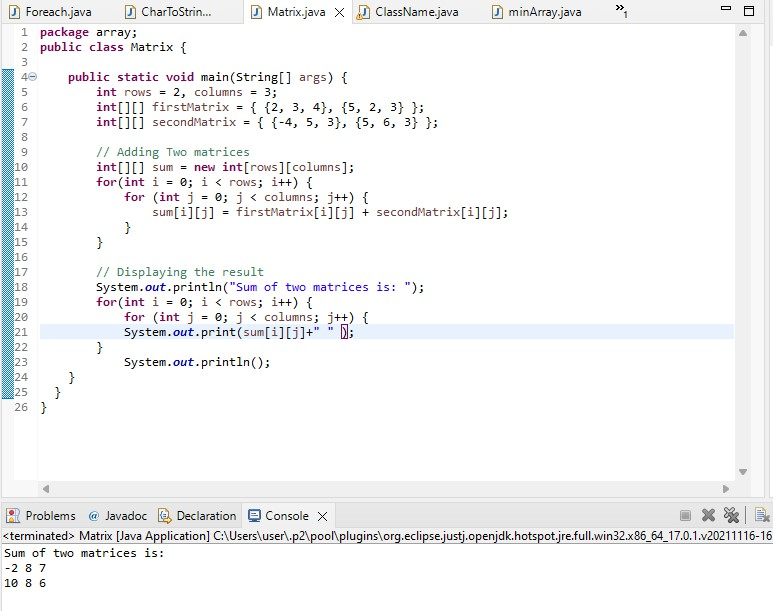 Foreach.java CharToStrin... Matrix.java ClassName.java minArray.java »1
1 package array;
2 public class Matrix {
3
4 public static void main(String[] args) {
5 int rows = 2, columns = 3;
6 int[][] firstMatrix = { {2, 3, 4}, {5, 2, 3} };
7 int[][] secondMatrix = { {-4, 5, 3}, {5, 6, 3} };
8
9 // Adding Two matrices
10 int[][] sum = new int[rows][columns];
11 for(int i = 0; i < rows; i++) {
12 for (int j = 0; j < columns; j++) {
13 sum[i][j] = firstMatrix[i][j] + secondMatrix[i][j];
14 }
15 }
16
17 // Displaying the result
18 System.out.println("Sum of two matrices is: ");
19 for(int i = 0; i < rows; i++) {
20 for (int j = 0; j < columns; j++) {
21 System.out.print(sum[i][j]+" " );
22 }
23 System.out.println();
24 }
25 }
26 }
Problems @ Javadoc Declaration Console
<terminated> Matrix [Java Application] C:\Users\user\.p2\pool\plugins\org.eclipse.justj.openjdk.hotspot.jre.full.win32.x86_64_17.0.1.v20211116-16
Sum of two matrices is:
-2 8 7
10 8 6